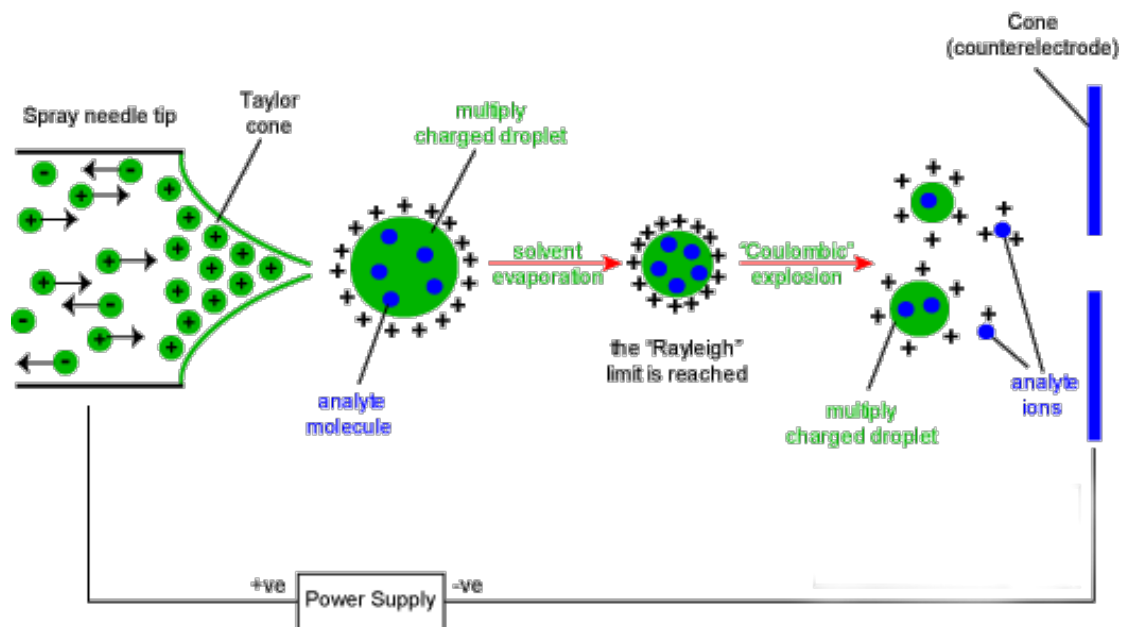 Cone
(counterelectrode)
Spray needle tip
Taylor
cone
multiply
charged droplet
solvent
evaporation
"Coulombic"
explosion
the "Rayleigh"
limit is reached
analyte
molecule
multiply
charged droplet
analyte
ions
+ve
Power Supply
-ve